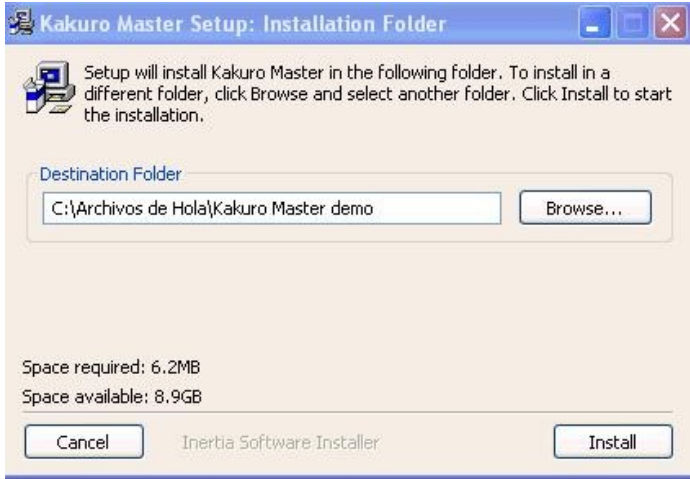 Kakuro Master Setup: Installation Folder
Setup will install Kakuro Master in the following folder. To install in a
different folder, click Browse and select another folder. Click Install to start
the installation.
Destination Folder
C:\Archivos de Hola\Kakuro Master demo
Browse...
Space required: 6.2MB
Space available: 8.9GB
Cancel
Inertia Software Installer
Install